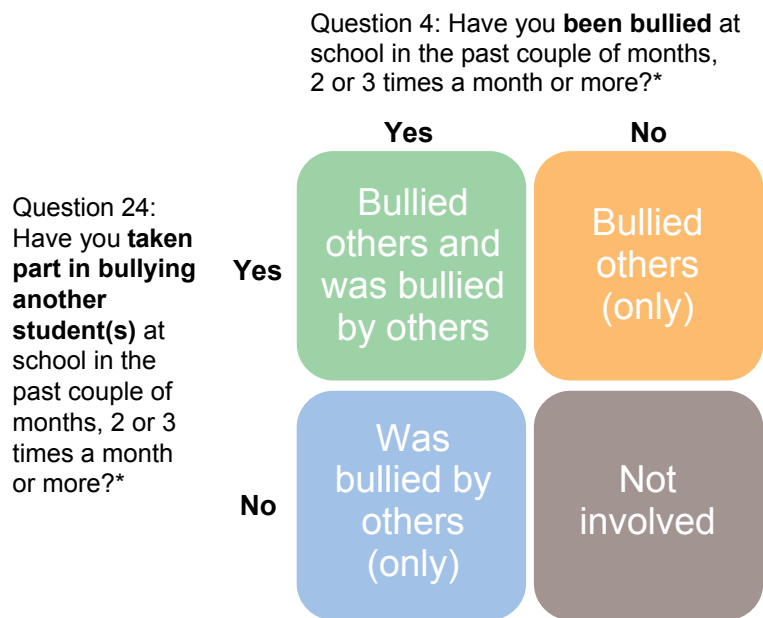 Question 4: Have you been bullied at
school in the past couple of months,
2 or 3 times a month or more?*
Yes
No
Question 24:
Have you taken
part in bullying
another
student(s) at
school in the
past couple of
months, 2 or 3
times a month
or more?*
Yes
Bullied
others and
was bullied
by others
Bullied
others
(only)
No
Was
bullied by
others
(only)
Not
involved